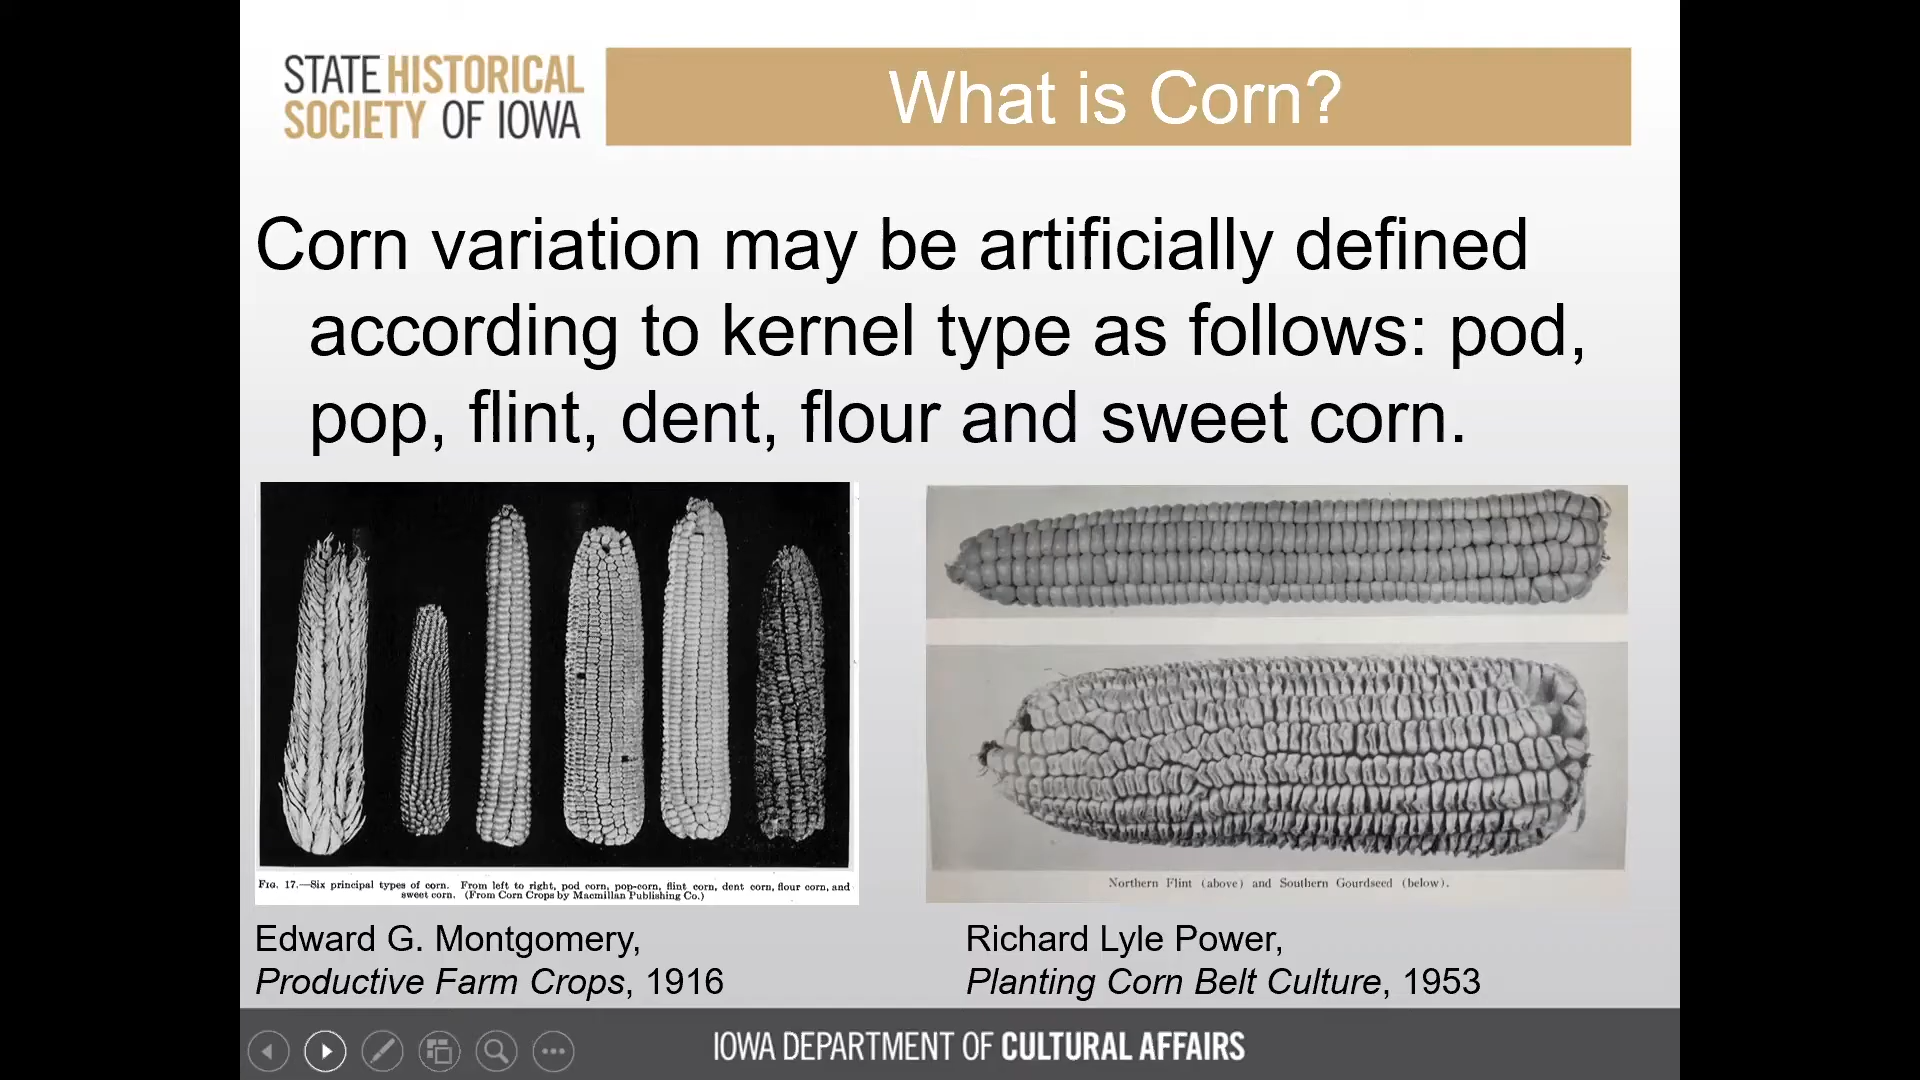 STATE HISTORICAL
SOCIETY OF IOWA
What is Corn?
Corn variation may be artificially defined
according to kernel type as follows: pod,
pop, flint, dent, flour and sweet corn.
FIG. 17.—Six principal types of corn. From left to right, pod corn, pop-corn, flint corn, dent corn, flour corn, and
sweet corn. (From Corn Crops by Macmillan Publishing Co.)
Northern Flint (above) and Southern Gourdseed (below).
Edward G. Montgomery,
Productive Farm Crops, 1916
Richard Lyle Power,
Planting Corn Belt Culture, 1953
IOWA DEPARTMENT OF CULTURAL AFFAIRS